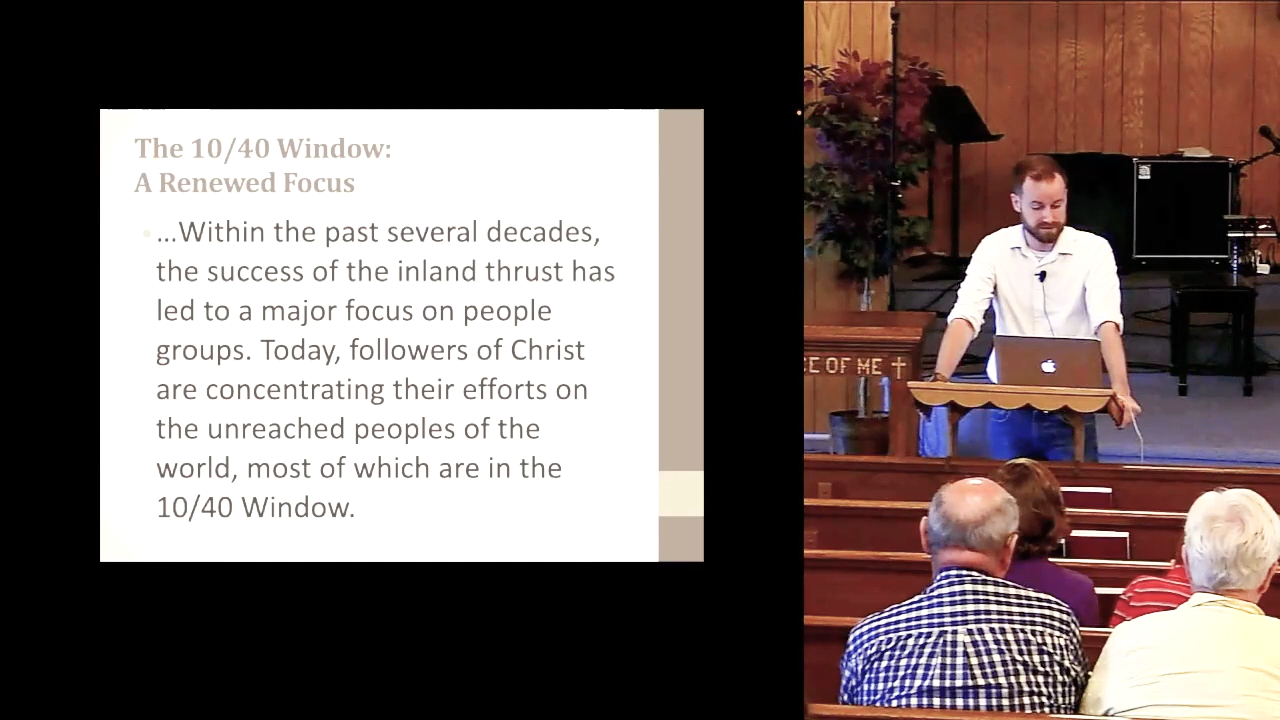 The 10/40 Window:
A Renewed Focus
...Within the past several decades,
the success of the inland thrust has
led to a major focus on people
groups. Today, followers of Christ
are concentrating their efforts on
the unreached peoples of the
world, most of which are in the
10/40 Window.
CE OF ME